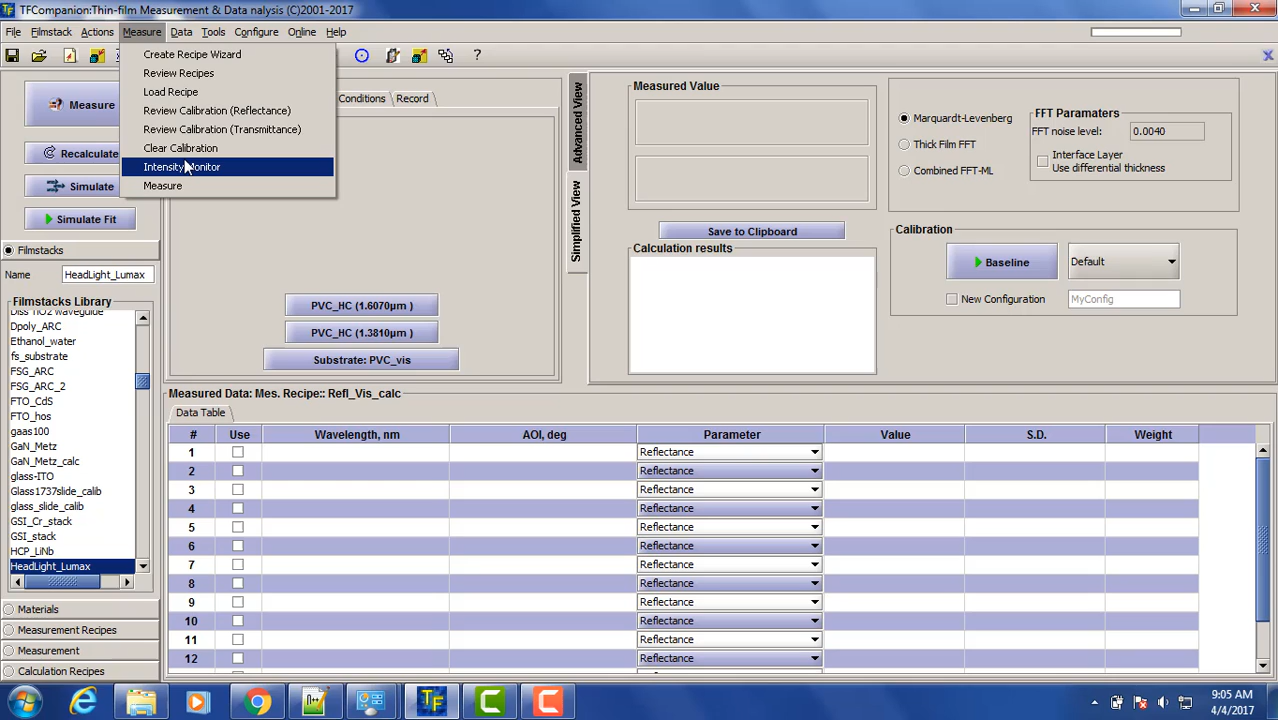 TFCompanion:Thin-film Measurement & Data nalysis (C)2001-2017
File Filmstack Actions Measure Data Tools Configure Online Help
Create Recipe Wizard
Review Recipes
Load Recipe
Review Calibration (Reflectance)
Review Calibration (Transmittance)
Clear Calibration
Intensity Monitor
Measure
Measure
Recalculate
Simulate
Simulate Fit
Conditions Record
PVC_HC (1.6070µm )
PVC_HC (1.3810µm )
Substrate: PVC_vis
Advanced View
Simplified View
Measured Value
Save to Clipboard
Calculation results
Marquardt-Levenberg
Thick Film FFT
Combined FFT-ML
FFT Paramaters
FFT noise level: 0.0040
Interface Layer
Use differential thickness
Calibration
Baseline Default
New Configuration MyConfig
Filmstacks
Name HeadLight_Lumax
Filmstacks Library
Diss TiO2 waveguide
Dpoly_ARC
Ethanol_water
fs_substrate
FSG_ARC
FSG_ARC_2
FTO_CdS
FTO_hos
gaas100
GaN_Metz
GaN_Metz_calc
glass-ITO
Glass1737slide_calib
glass_slide_calib
GSI_Cr_stack
GSI_stack
HCP_LiNb
HeadLight_Lumax
Materials
Measurement Recipes
Measurement
Calculation Recipes
Measured Data: Mes. Recipe:: Refl_Vis_calc
Data Table
# Use Wavelength, nm AOI, deg Parameter Value S.D. Weight
1 Reflectance
2 Reflectance
3 Reflectance
4 Reflectance
5 Reflectance
6 Reflectance
7 Reflectance
8 Reflectance
9 Reflectance
10 Reflectance
11 Reflectance
12 Reflectance
9:05 AM
4/4/2017